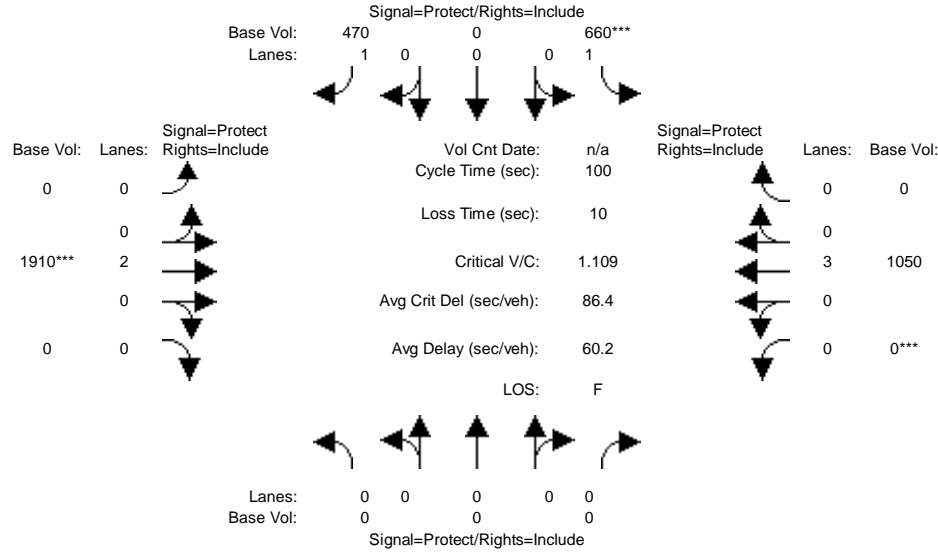 Signal=Protect/Rights=Include
Base Vol: 470 0 660***
Lanes: 1 0 0 0 1
Signal=Protect Signal=Protect
Base Vol: Lanes: Rights=Include Vol Cnt Date: n/a Rights=Include Lanes: Base Vol:
Cycle Time (sec): 100
0 0 0 0
Loss Time (sec): 10
0 0
1910*** 2 Critical V/C: 1.109 3 1050
0 Avg Crit Del (sec/veh): 86.4 0
0 0 Avg Delay (sec/veh): 60.2 0 0***
LOS: F
Lanes: 0 0 0 0 0
Base Vol: 0 0 0
Signal=Protect/Rights=Include